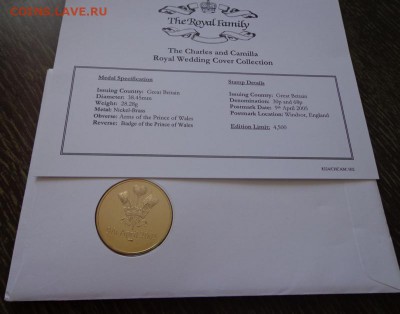 COINS.LAVE.RU
The Royal Family
The Charles and Camilla
Royal Wedding Cover Collection
Medal Specification
Issuing Country: Great Britain
Diameter: 38.61mm
Weight: 28.28g
Metal: Nickel-Brass
Obverse: Arms of the Prince of Wales
Reverse: Badge of the Prince of Wales
Stamp Details
Issuing Country: Great Britain
Denomination: 30p and 68p
Postmark Date: 9th April 2005
Postmark Location: Windsor, England
Edition Limit: 4,500